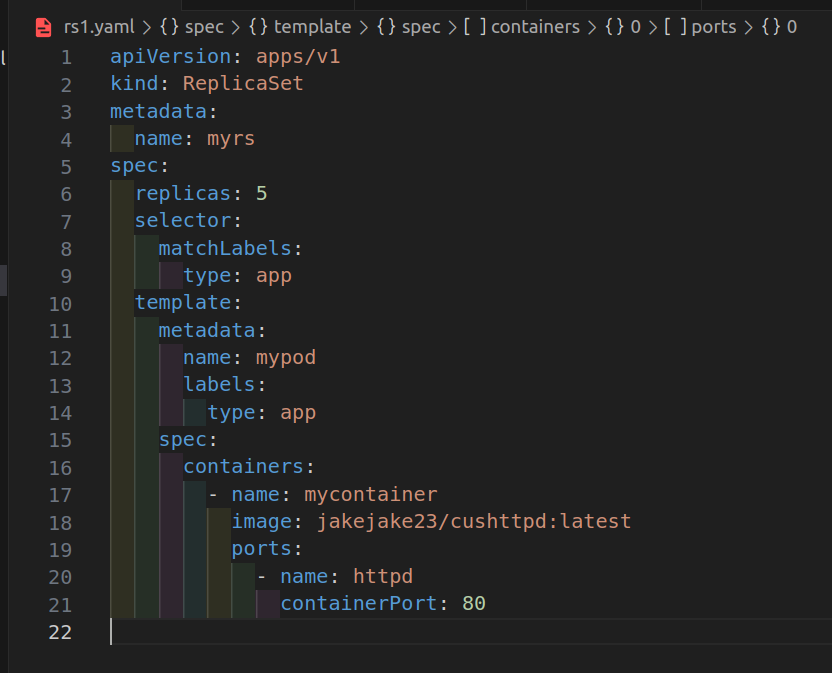 rs1.yaml > {} spec > {} template > {} spec > [ ] containers > {} 0 > [ ] ports > {} 0
1 apiVersion: apps/v1
2 kind: ReplicaSet
3 metadata:
4   name: myrs
5 spec:
6   replicas: 5
7   selector:
8     matchLabels:
9       type: app
10   template:
11     metadata:
12       name: mypod
13       labels:
14         type: app
15     spec:
16       containers:
17         - name: mycontainer
18           image: jakejake23/cushttpd:latest
19           ports:
20             - name: httpd
21               containerPort: 80
22